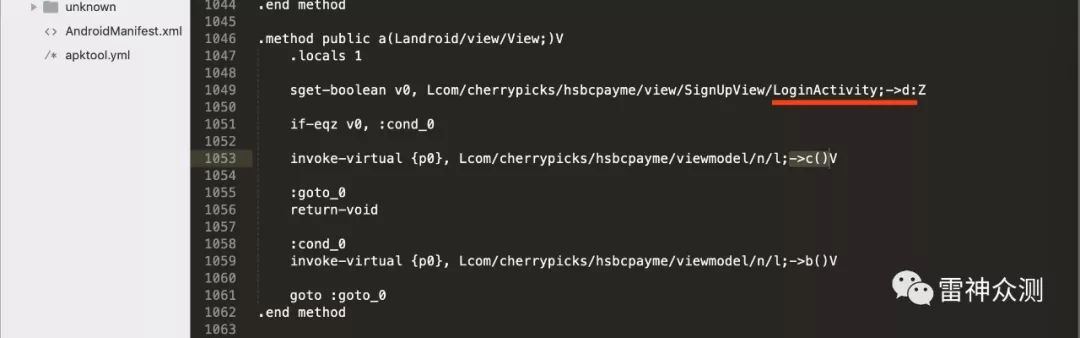 unknown
AndroidManifest.xml
apktool.yml
1044 .end method
1045
1046 .method public a(Landroid/view/View;)V
1047 .locals 1
1048
1049 sget-boolean v0, Lcom/cherrypicks/hsbcpayme/view/SignUpView/LoginActivity;->d:Z
1050
1051 if-eqz v0, :cond_0
1052
1053 invoke-virtual {p0}, Lcom/cherrypicks/hsbcpayme/viewmodel/n/l;->c()V
1054
1055 :goto_0
1056 return-void
1057
1058 :cond_0
1059 invoke-virtual {p0}, Lcom/cherrypicks/hsbcpayme/viewmodel/n/l;->b()V
1060
1061 goto :goto_0
1062 .end method
1063
雷神众测